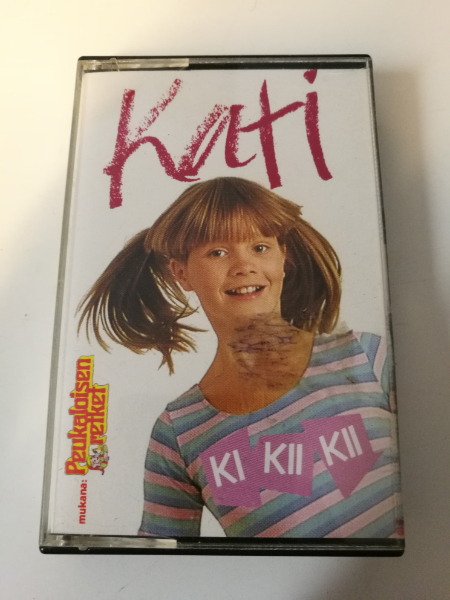 Kati
mukana:
Peukaloisen
retket
KI KII KII